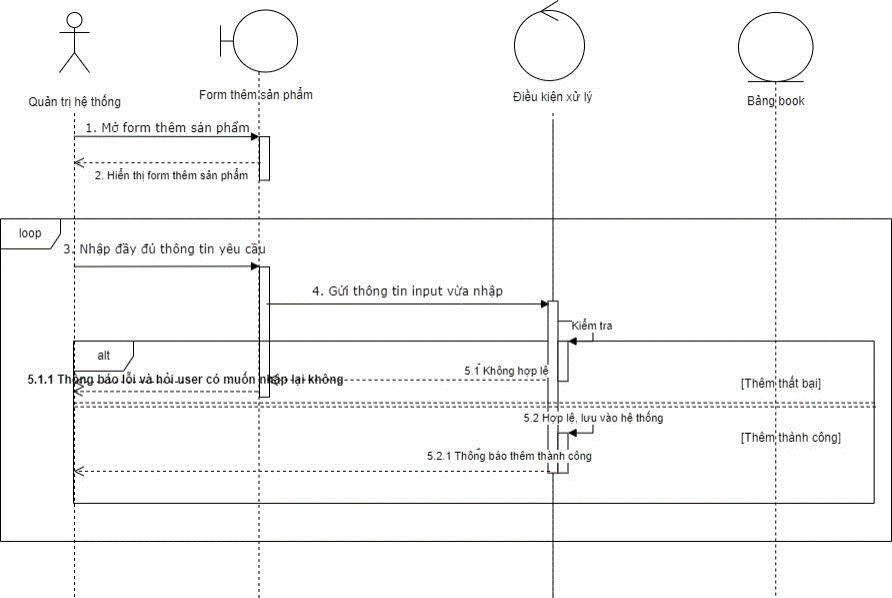 Quản trị hệ thống
Form thêm sản phẩm
Điều kiện xử lý
Bảng book
1. Mở form thêm sản phẩm
2. Hiển thị form thêm sản phẩm
loop
3. Nhập đầy đủ thông tin yêu cầu
4. Gửi thông tin input vừa nhập
Kiểm tra
alt
5.1 Không hợp lê
5.1.1 Thông báo lỗi và hỏi user có muốn nhập lại không
[Thêm thất bại]
5.2 Hợp lệ, lưu vào hệ thống
[Thêm thành công]
5.2.1 Thông báo thêm thành công